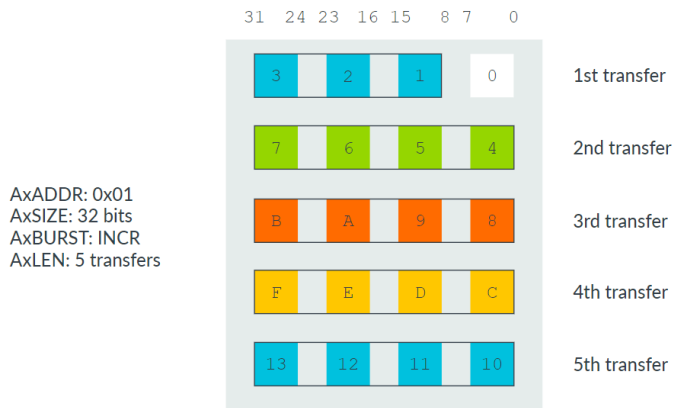 31 24 23 16 15 8 7 0
3 2 1 0 1st transfer
7 6 5 4 2nd transfer
AxADDR: 0x01
AxSIZE: 32 bits
AxBURST: INCR
AxLEN: 5 transfers
B A 9 8 3rd transfer
F E D C 4th transfer
13 12 11 10 5th transfer